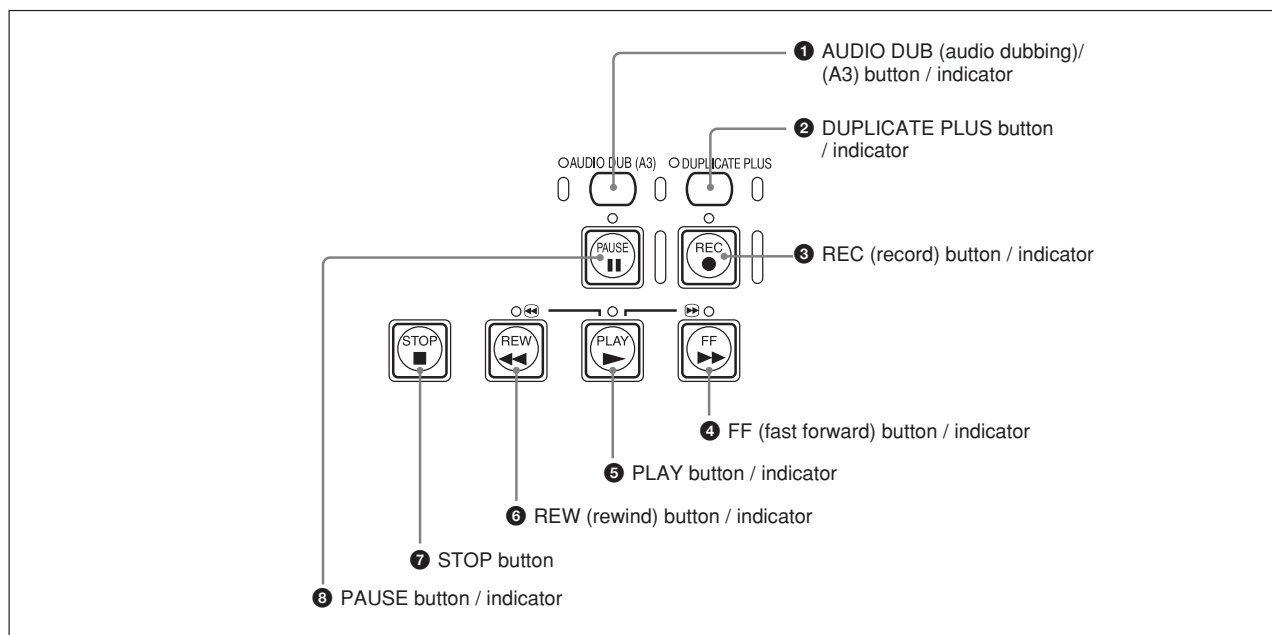 ❶ AUDIO DUB (audio dubbing)/
(A3) button / indicator
❷ DUPLICATE PLUS button
/ indicator
AUDIO DUB (A3) DUPLICATE PLUS
PAUSE REC
❸ REC (record) button / indicator
STOP REW PLAY FF
❹ FF (fast forward) button / indicator
❺ PLAY button / indicator
❻ REW (rewind) button / indicator
❼ STOP button
❽ PAUSE button / indicator